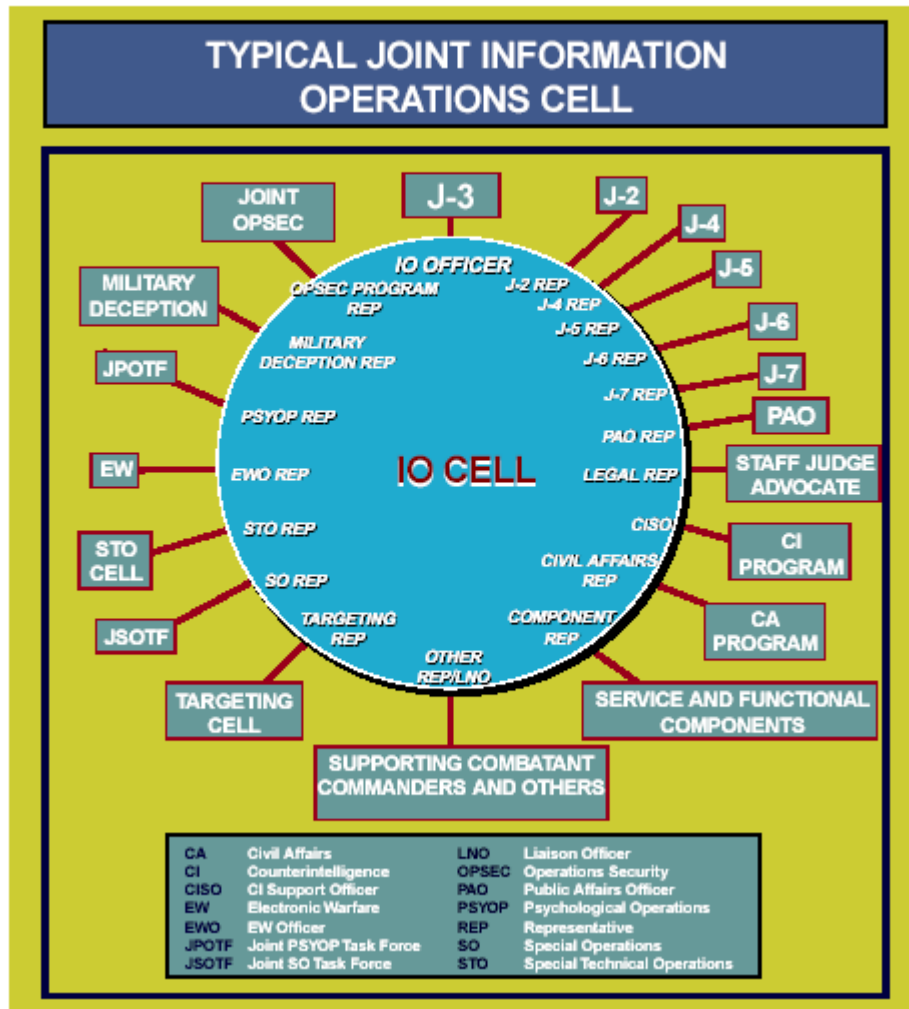 TYPICAL JOINT INFORMATION
OPERATIONS CELL
JOINT
OPSEC
J-3
J-2
J-4
J-5
J-6
J-7
PAO
STAFF JUDGE
ADVOCATE
CI
PROGRAM
CA
PROGRAM
SERVICE AND FUNCTIONAL
COMPONENTS
SUPPORTING COMBATANT
COMMANDERS AND OTHERS
TARGETING
CELL
JSOTF
STO
CELL
EW
JPOTF
MILITARY
DECEPTION
IO OFFICER
OPSEC PROGRAM
REP
MILITARY
DECEPTION REP
PSYOP REP
EWO REP
STO REP
SO REP
TARGETING
REP
OTHER
REP/LNO
COMPONENT
REP
CIVIL AFFAIRS
REP
CISO
LEGAL REP
PAO REP
J-7 REP
J-6 REP
J-5 REP
J-4 REP
J-2 REP
IO CELL
CA Civil Affairs
CI Counterintelligence
CISO CI Support Officer
EW Electronic Warfare
EWO EW Officer
JPOTF Joint PSYOP Task Force
JSOTF Joint SO Task Force
LNO Liaison Officer
OPSEC Operations Security
PAO Public Affairs Officer
PSYOP Psychological Operations
REP Representative
SO Special Operations
STO Special Technical Operations